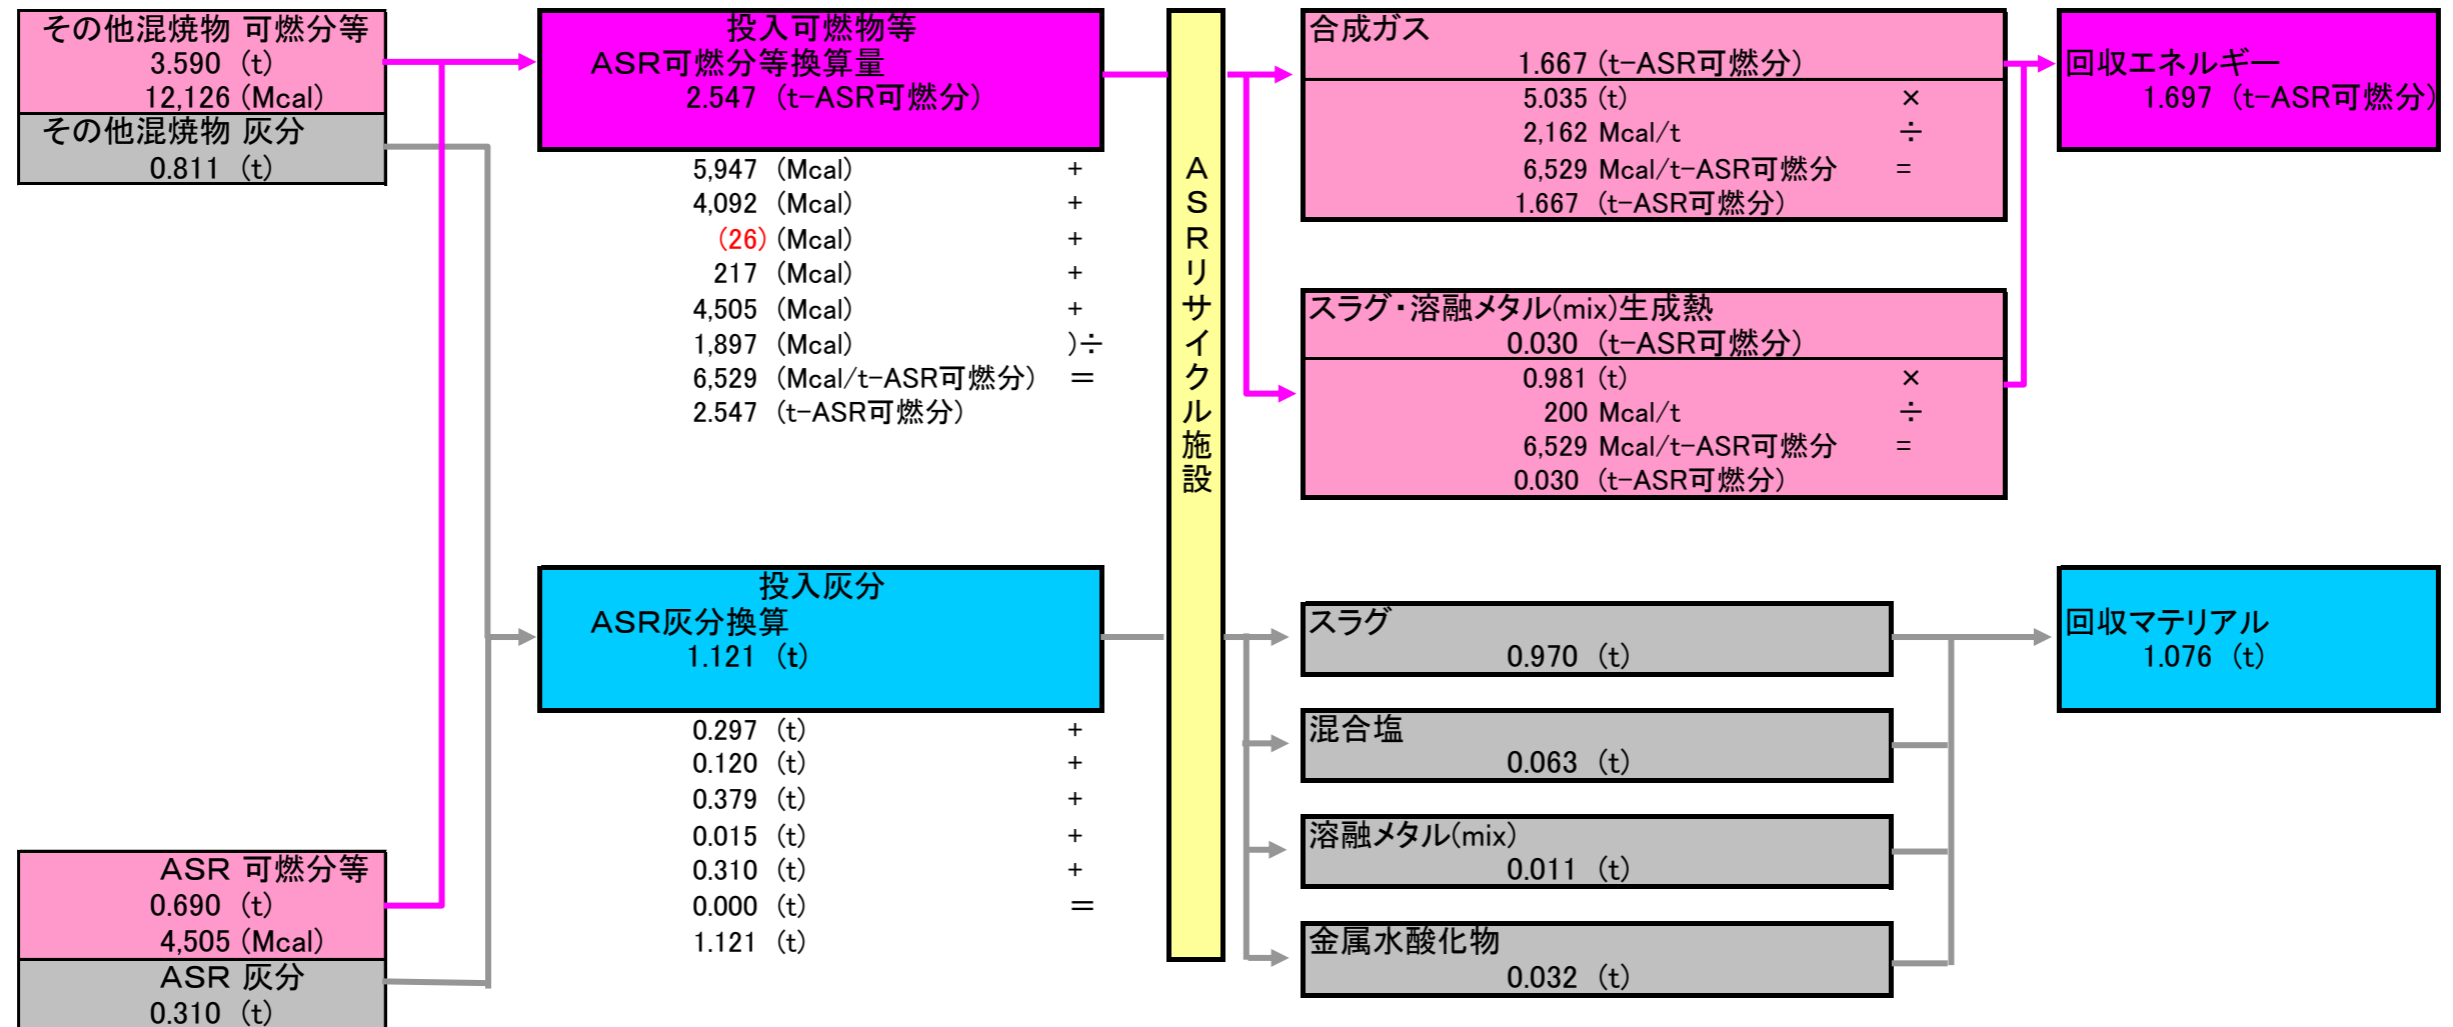 その他混焼物 可燃分等
3.590 (t)
12,126 (Mcal)
その他混焼物 灰分
0.811 (t)
ASR 可燃分等
0.690 (t)
4,505 (Mcal)
ASR 灰分
0.310 (t)
投入可燃物等
ASR可燃分等換算量
2.547 (t-ASR可燃分)
5,947 (Mcal) +
4,092 (Mcal) +
(26) (Mcal) +
217 (Mcal) +
4,505 (Mcal) +
1,897 (Mcal) )÷
6,529 (Mcal/t-ASR可燃分) =
2.547 (t-ASR可燃分)
投入灰分
ASR灰分換算
1.121 (t)
0.297 (t) +
0.120 (t) +
0.379 (t) +
0.015 (t) +
0.310 (t) +
0.000 (t) =
1.121 (t)
ASRリサイクル施設
合成ガス
1.667 (t-ASR可燃分)
5.035 (t) ×
2,162 Mcal/t ÷
6,529 Mcal/t-ASR可燃分 =
1.667 (t-ASR可燃分)
スラグ・溶融メタル(mix)生成熱
0.030 (t-ASR可燃分)
0.981 (t) ×
200 Mcal/t ÷
6,529 Mcal/t-ASR可燃分 =
0.030 (t-ASR可燃分)
スラグ
0.970 (t)
混合塩
0.063 (t)
溶融メタル(mix)
0.011 (t)
金属水酸化物
0.032 (t)
回収エネルギー
1.697 (t-ASR可燃分)
回収マテリアル
1.076 (t)